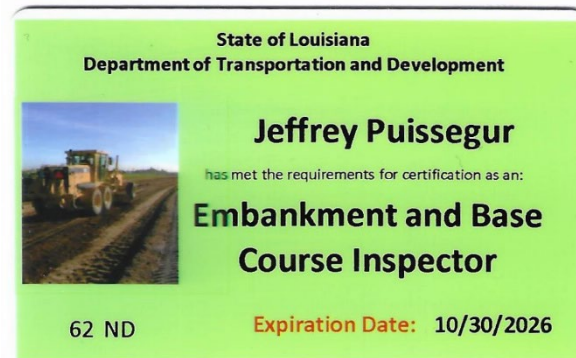 State of Louisiana
Department of Transportation and Development
Jeffrey Puissegur
has met the requirements for certification as an:
Embankment and Base
Course Inspector
62 ND
Expiration Date: 10/30/2026